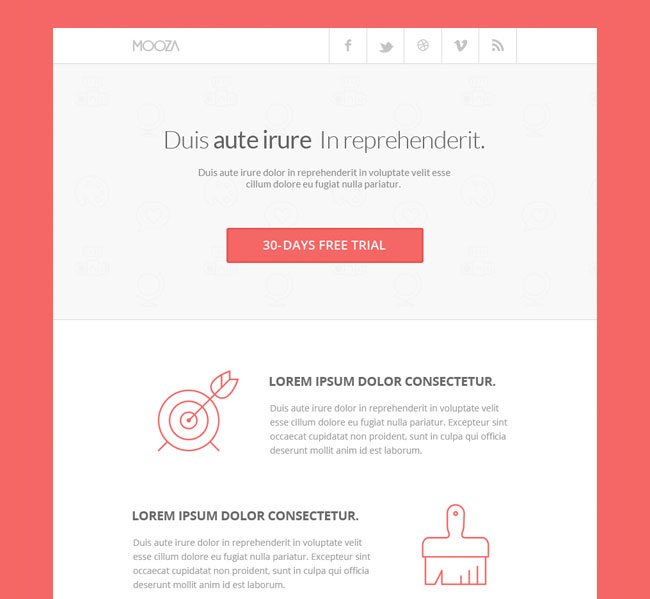 MOOZA
Duis aute irure In reprehenderit.
Duis aute irure dolor in reprehenderit in voluptate velit esse
cillum dolore eu fugiat nulla pariatur.
30-DAYS FREE TRIAL
LOREM IPSUM DOLOR CONSECTETUR.
Duis aute irure dolor in reprehenderit in voluptate velit
esse cillum dolore eu fugiat nulla pariatur. Excepteur sint
occaecat cupidatat non proident, sunt in culpa qui officia
deserunt mollit anim id est laborum.
LOREM IPSUM DOLOR CONSECTETUR.
Duis aute irure dolor in reprehenderit in voluptate velit
esse cillum dolore eu fugiat nulla pariatur. Excepteur sint
occaecat cupidatat non proident, sunt in culpa qui officia
deserunt mollit anim id est laborum.